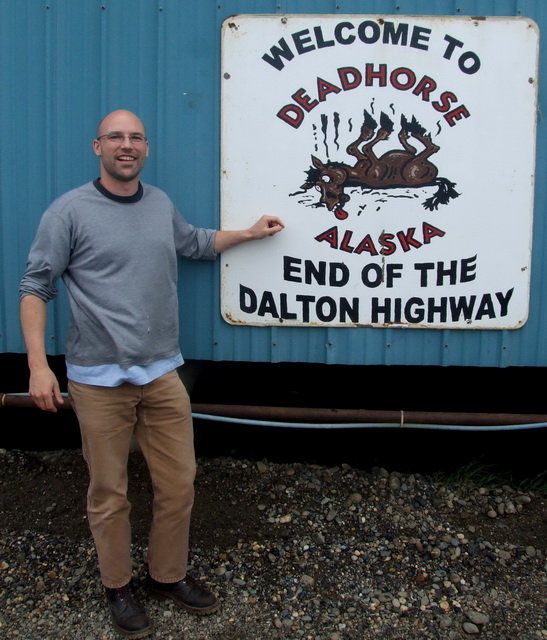 WELCOME TO
DEADHORSE
ALASKA
END OF THE
DALTON HIGHWAY